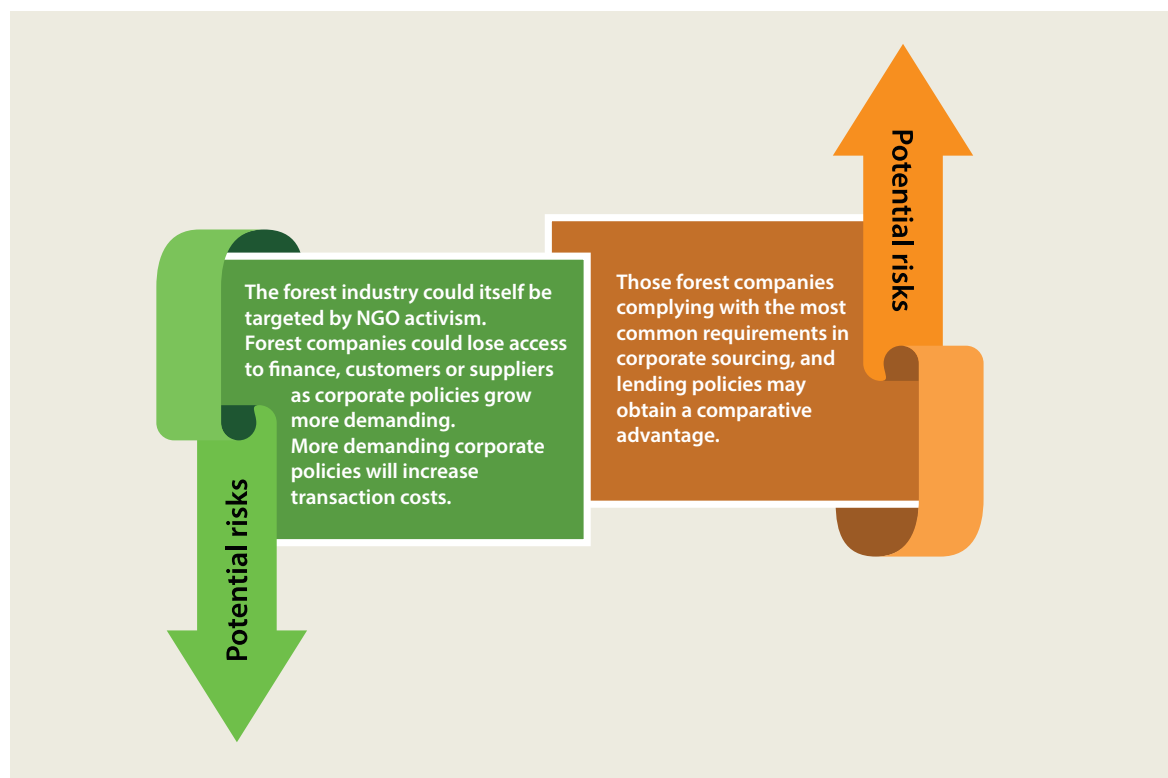 The forest industry could itself be
targeted by NGO activism.
Forest companies could lose access
to finance, customers or suppliers
as corporate policies grow
more demanding.
More demanding corporate
policies will increase
transaction costs.
Potential risks
Those forest companies
complying with the most
common requirements in
corporate sourcing, and
lending policies may
obtain a comparative
advantage.
Potential risks